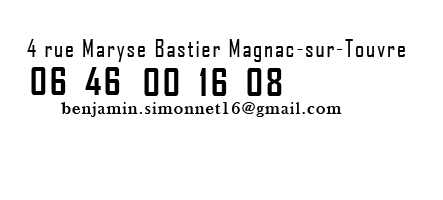 4 rue Maryse Bastier Magnac-sur-Touvre
06 46 00 16 08
benjamin.simonnet16@gmail.com